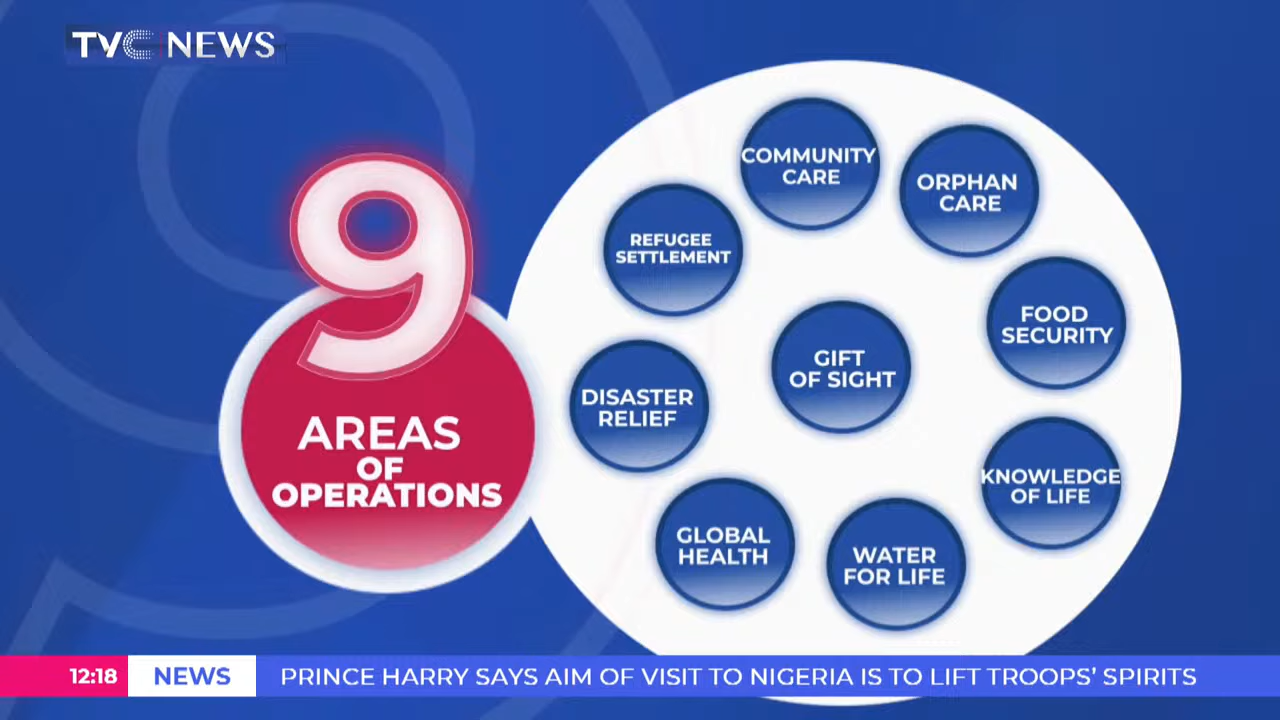 TVC NEWS
9
AREAS
OF
OPERATIONS
COMMUNITY
CARE
ORPHAN
CARE
REFUGEE
SETTLEMENT
FOOD
SECURITY
GIFT
OF SIGHT
DISASTER
RELIEF
KNOWLEDGE
OF LIFE
GLOBAL
HEALTH
WATER
FOR LIFE
12:18 NEWS PRINCE HARRY SAYS AIM OF VISIT TO NIGERIA IS TO LIFT TROOPS' SPIRITS